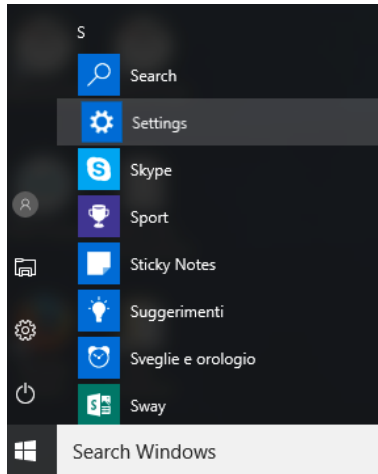 S
Search
Settings
Skype
Sport
Sticky Notes
Suggerimenti
Sveglie e orologio
Sway
Search Windows